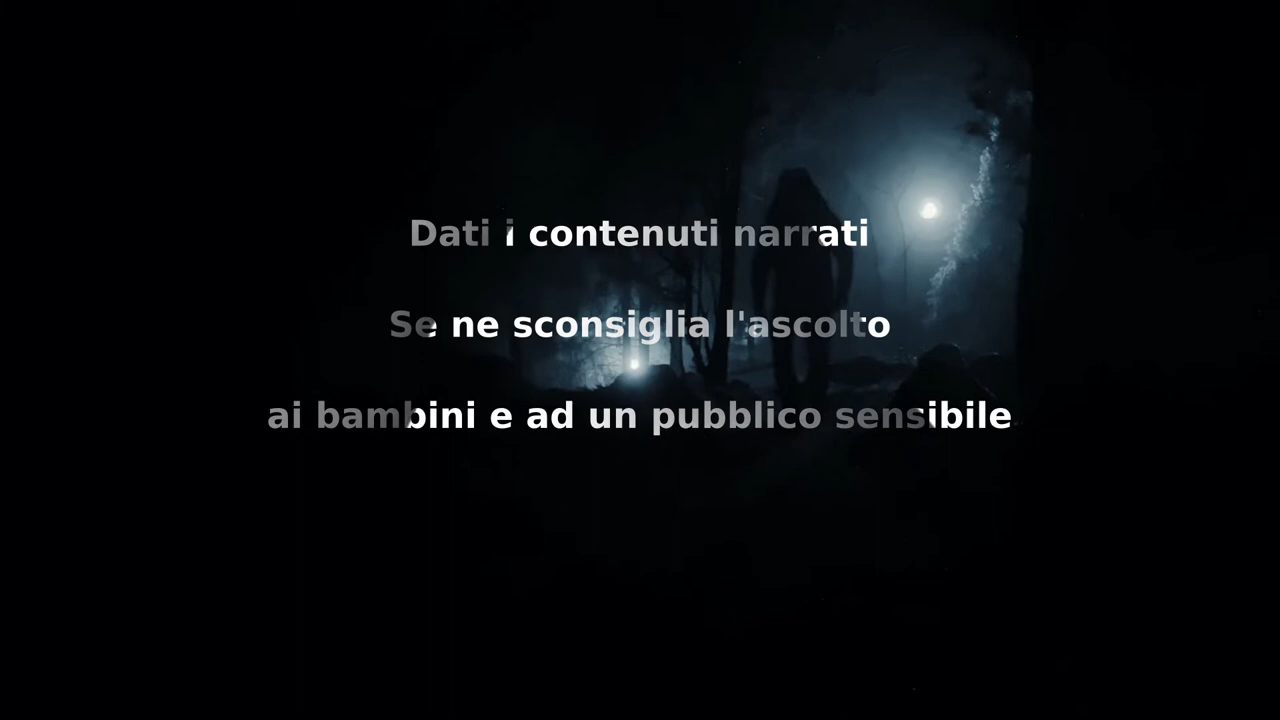 Dati i contenuti narrati
Se ne sconsiglia l'ascolto
ai bambini e ad un pubblico sensibile